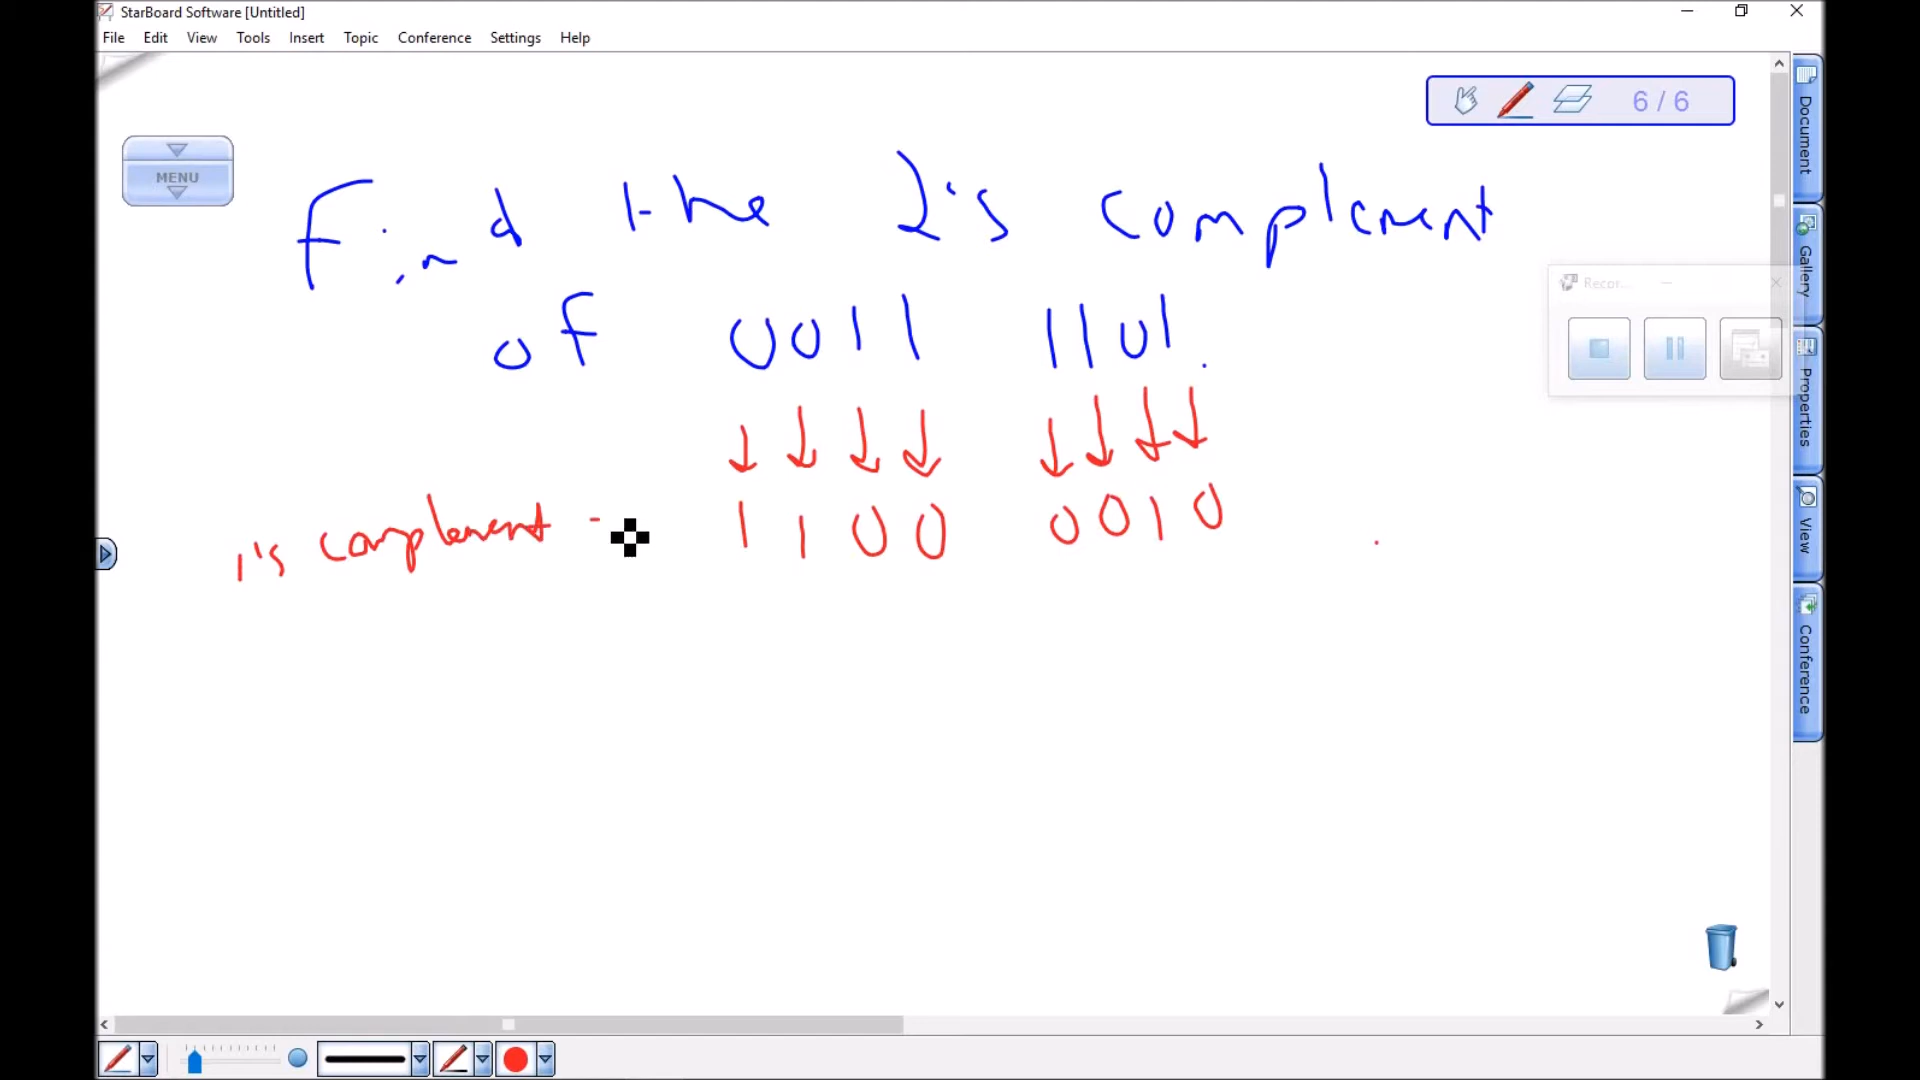 StarBoard Software [Untitled]
File Edit View Tools Insert Topic Conference Settings Help
6 / 6
MENU
Find the 2's complement
of 0011 1101.
1's complement - 1100 0010
Recor...
Document
Gallery
Properties
View
Conference